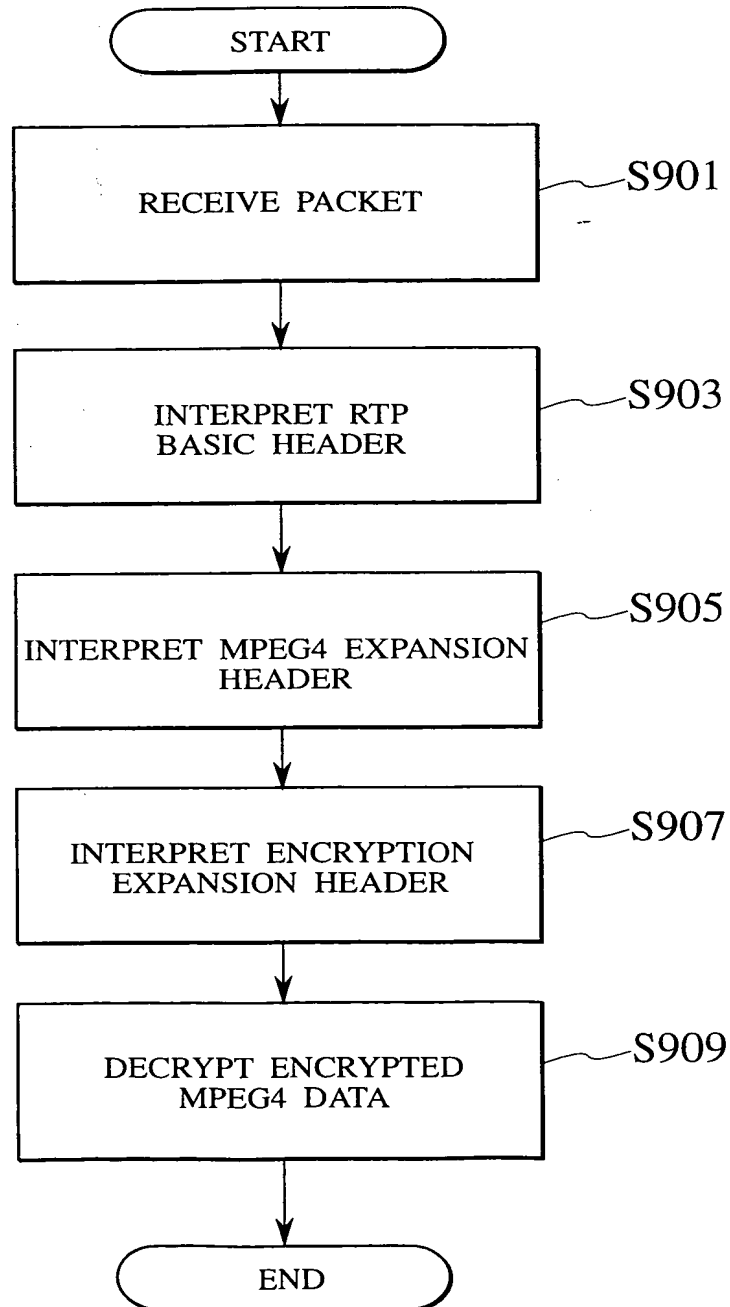 START
RECEIVE PACKET
S901
INTERPRET RTP
BASIC HEADER
S903
INTERPRET MPEG4 EXPANSION
HEADER
S905
INTERPRET ENCRYPTION
EXPANSION HEADER
S907
DECRYPT ENCRYPTED
MPEG4 DATA
S909
END